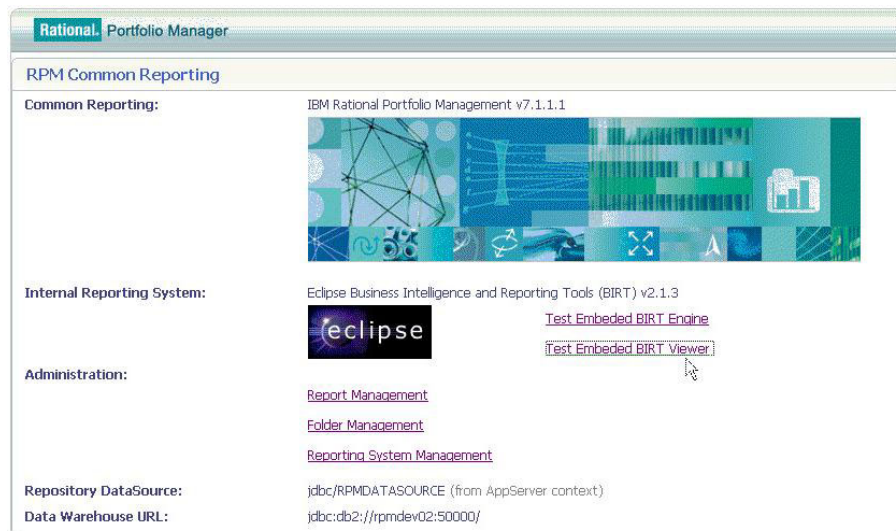 Rational. Portfolio Manager
RPM Common Reporting
Common Reporting: IBM Rational Portfolio Management v7.1.1.1
Internal Reporting System: Eclipse Business Intelligence and Reporting Tools (BIRT) v2.1.3
eclipse Test Embeded BIRT Engine
Test Embeded BIRT Viewer
Administration:
Report Management
Folder Management
Reporting System Management
Repository DataSource: jdbc/RPMDATASOURCE (from AppServer context)
Data Warehouse URL: jdbc:db2://rpmdev02:50000/